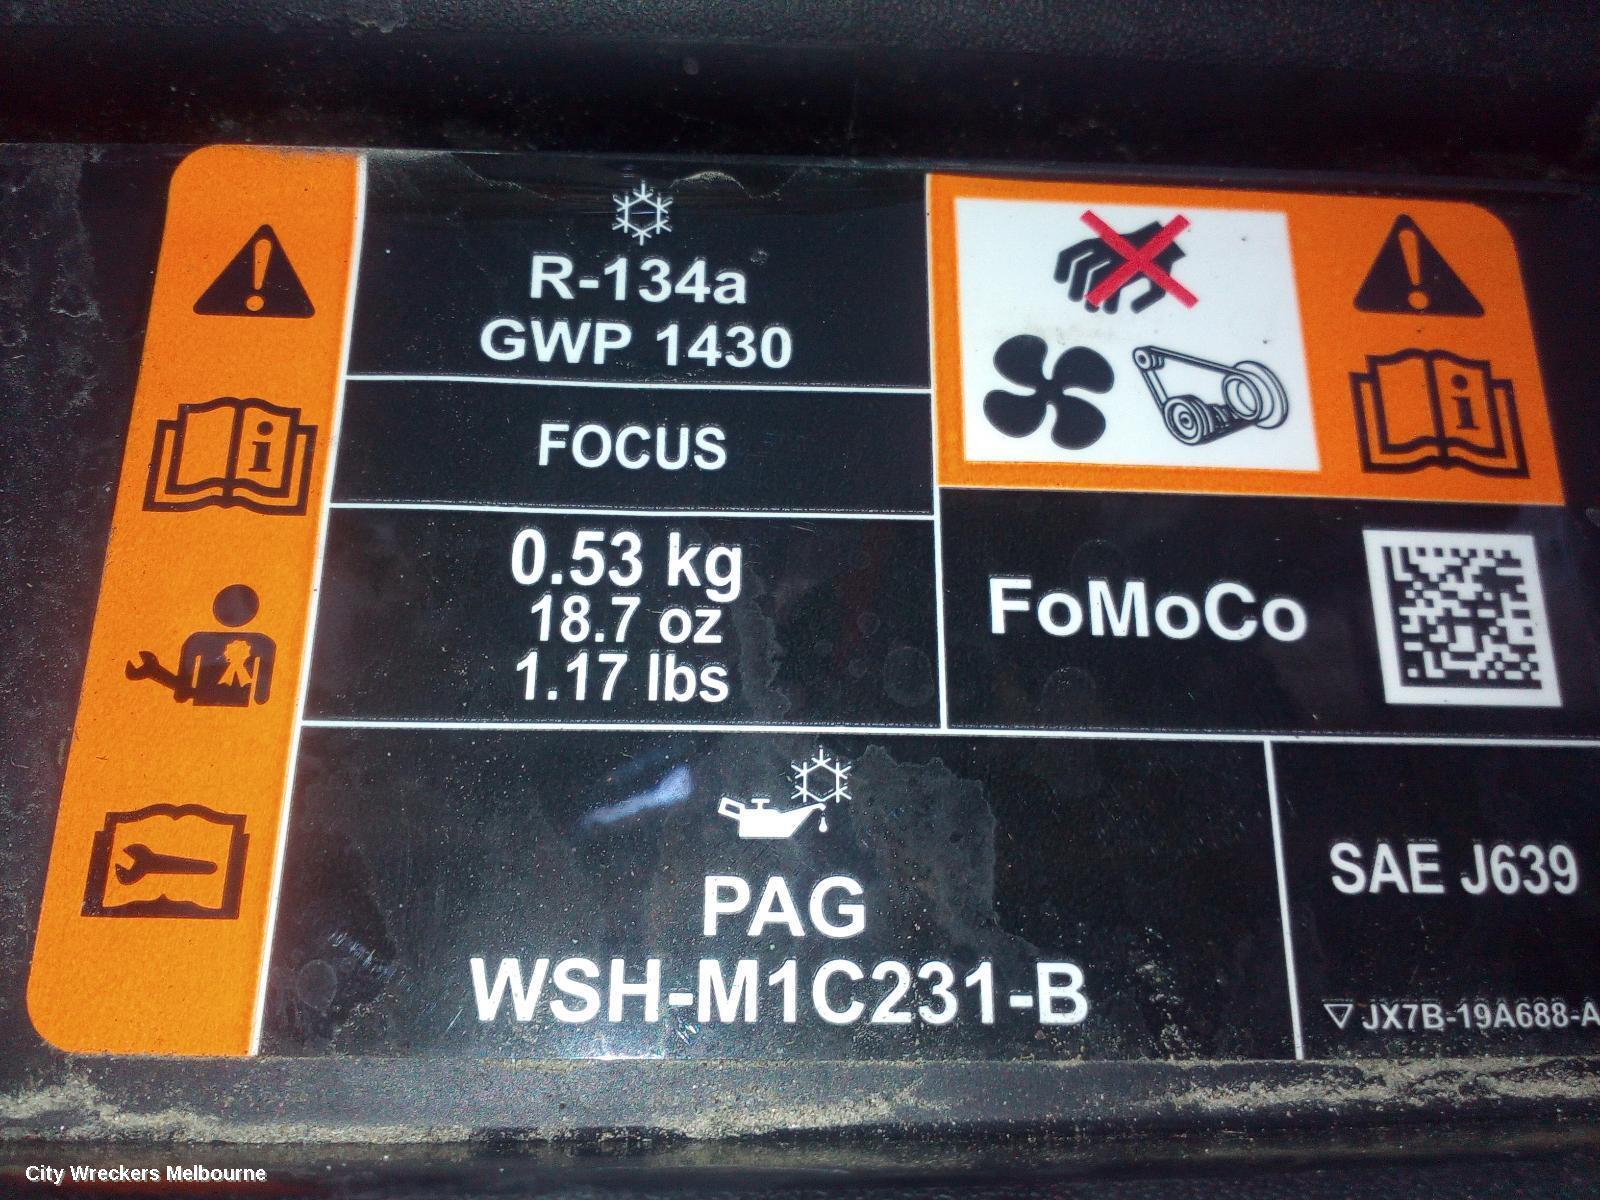 R-134a
GWP 1430
FOCUS
0.53 kg
18.7 oz
1.17 lbs
FoMoCo
PAG
WSH-M1C231-B
SAE J639
JX7B-19A688-A
City Wreckers Melbourne